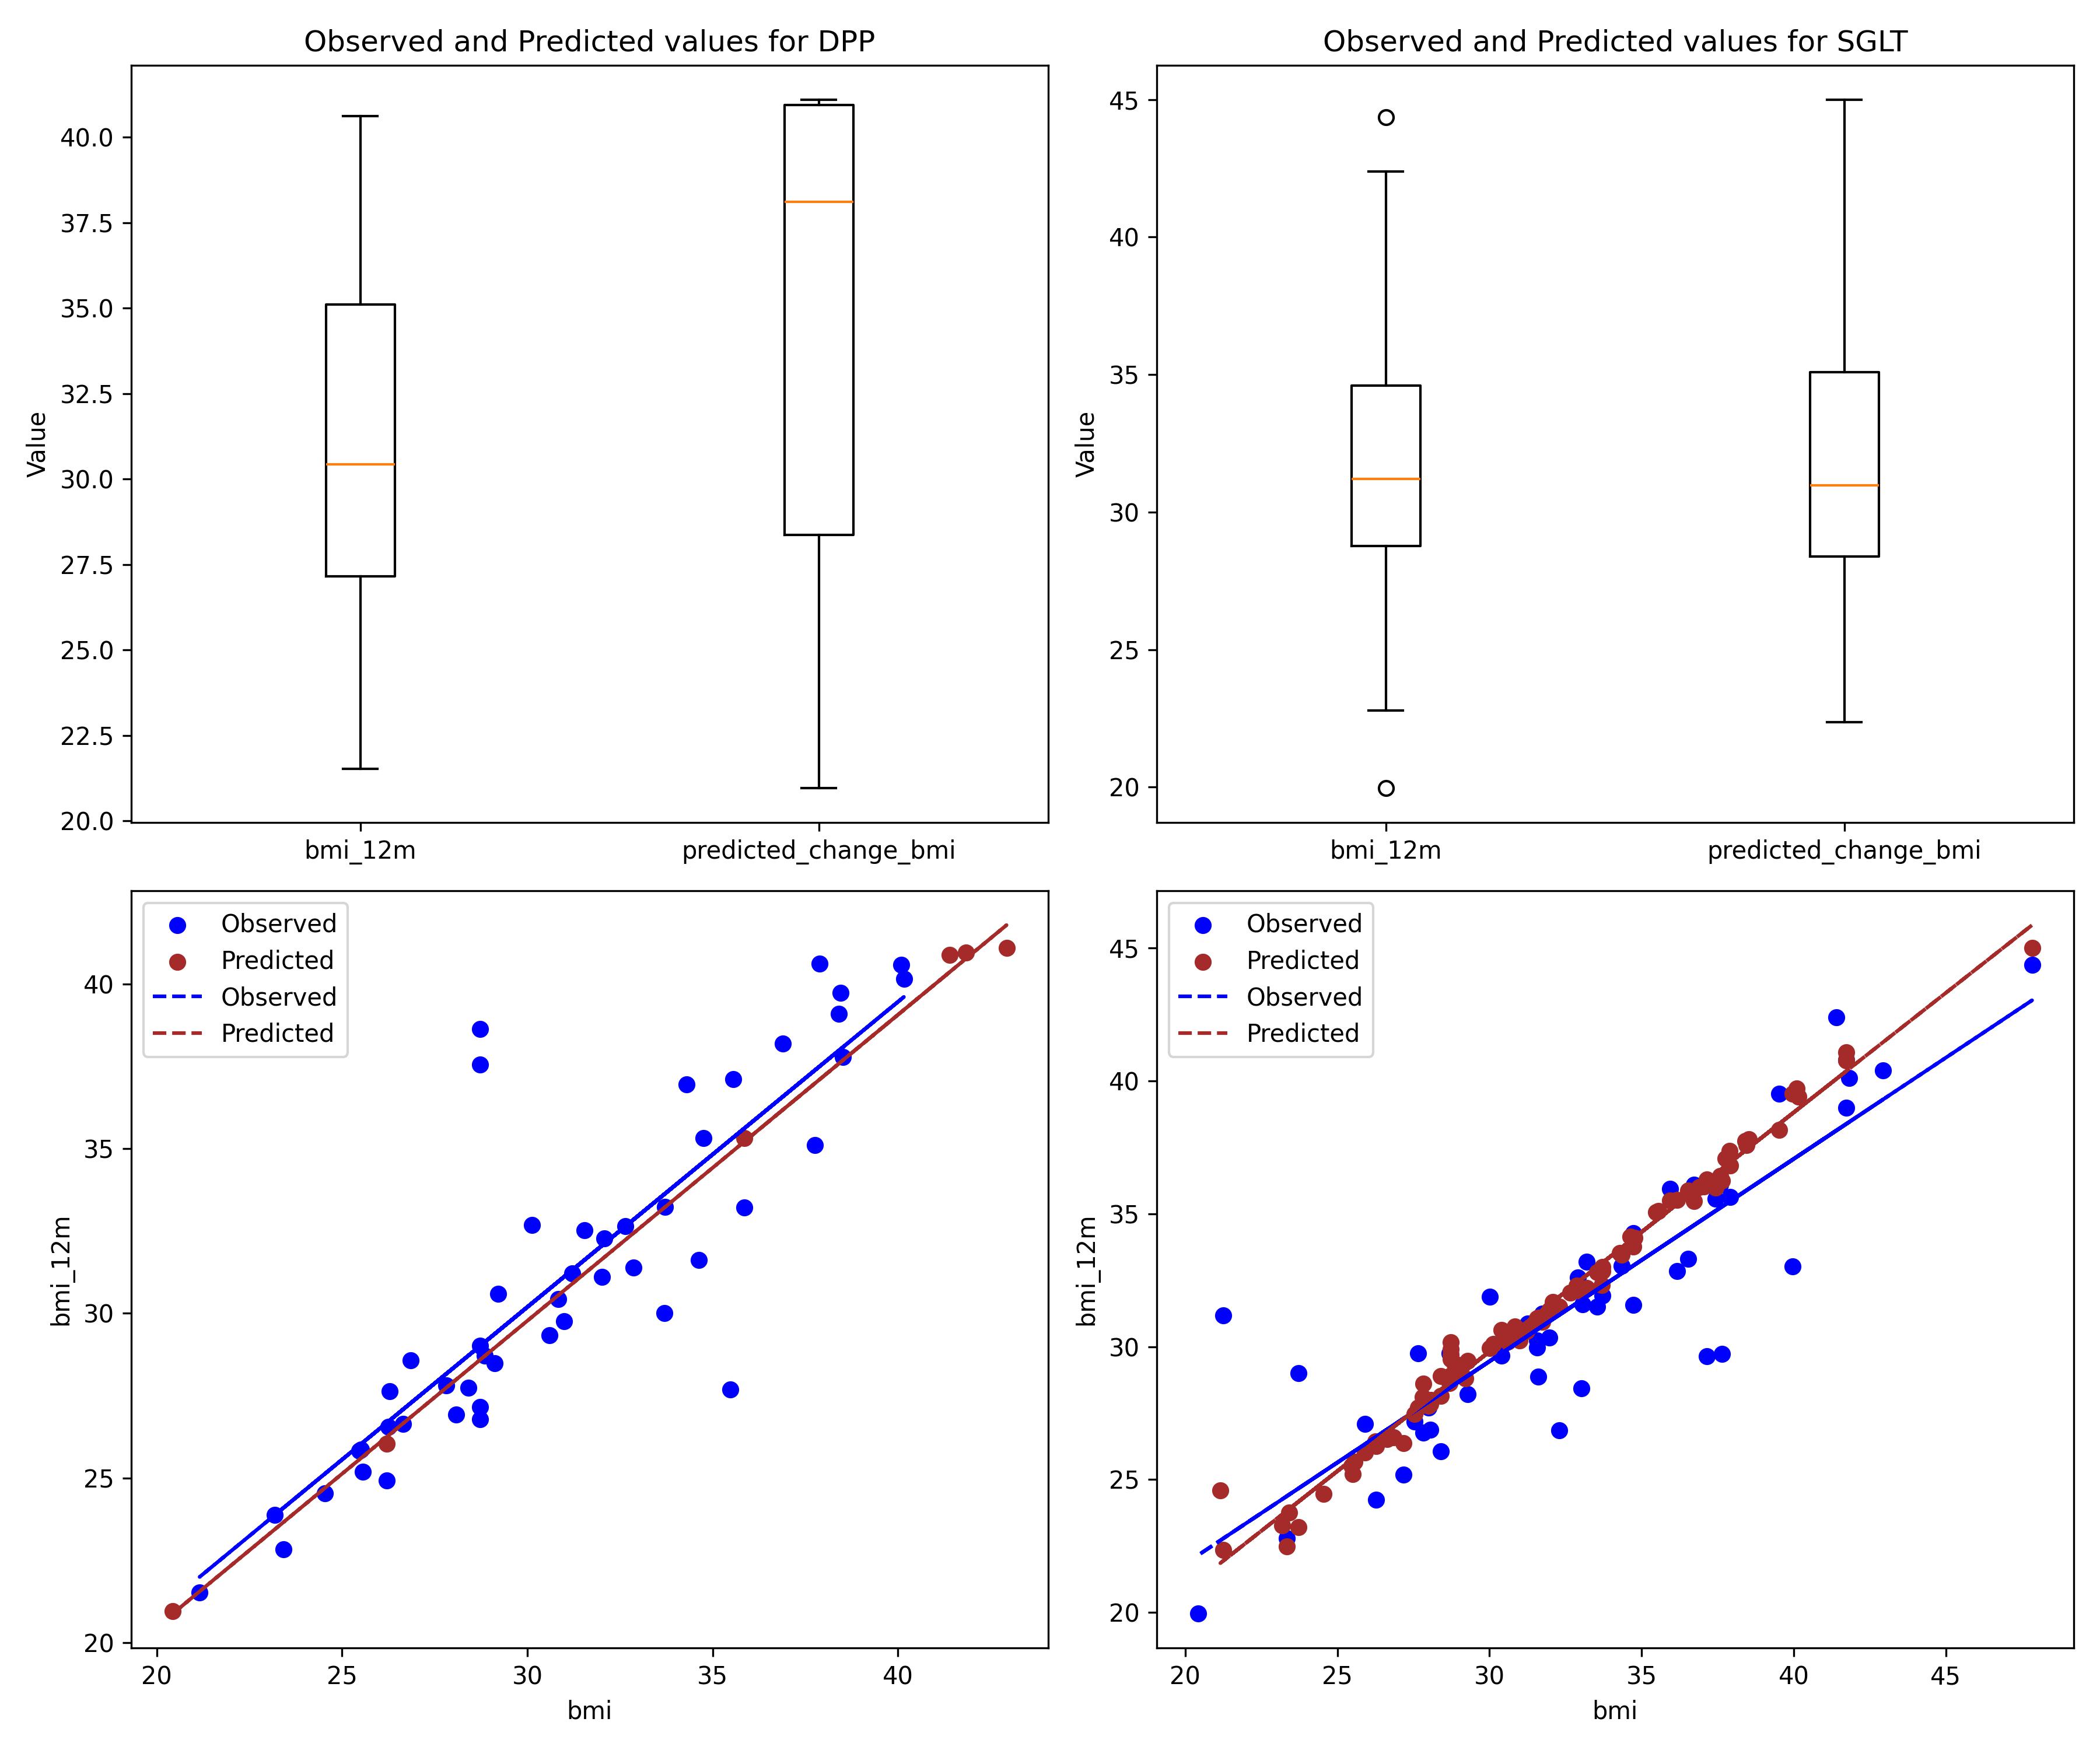 Observed and Predicted values for DPP
Value
40.0
37.5
35.0
32.5
30.0
27.5
25.0
22.5
20.0
bmi_12m
predicted_change_bmi
Observed and Predicted values for SGLT
Value
45
40
35
30
25
20
bmi_12m
predicted_change_bmi
Observed
Predicted
Observed
Predicted
bmi_12m
40
35
30
25
20
20
25
30
35
40
bmi
Observed
Predicted
Observed
Predicted
bmi_12m
45
40
35
30
25
20
20
25
30
35
40
45
bmi